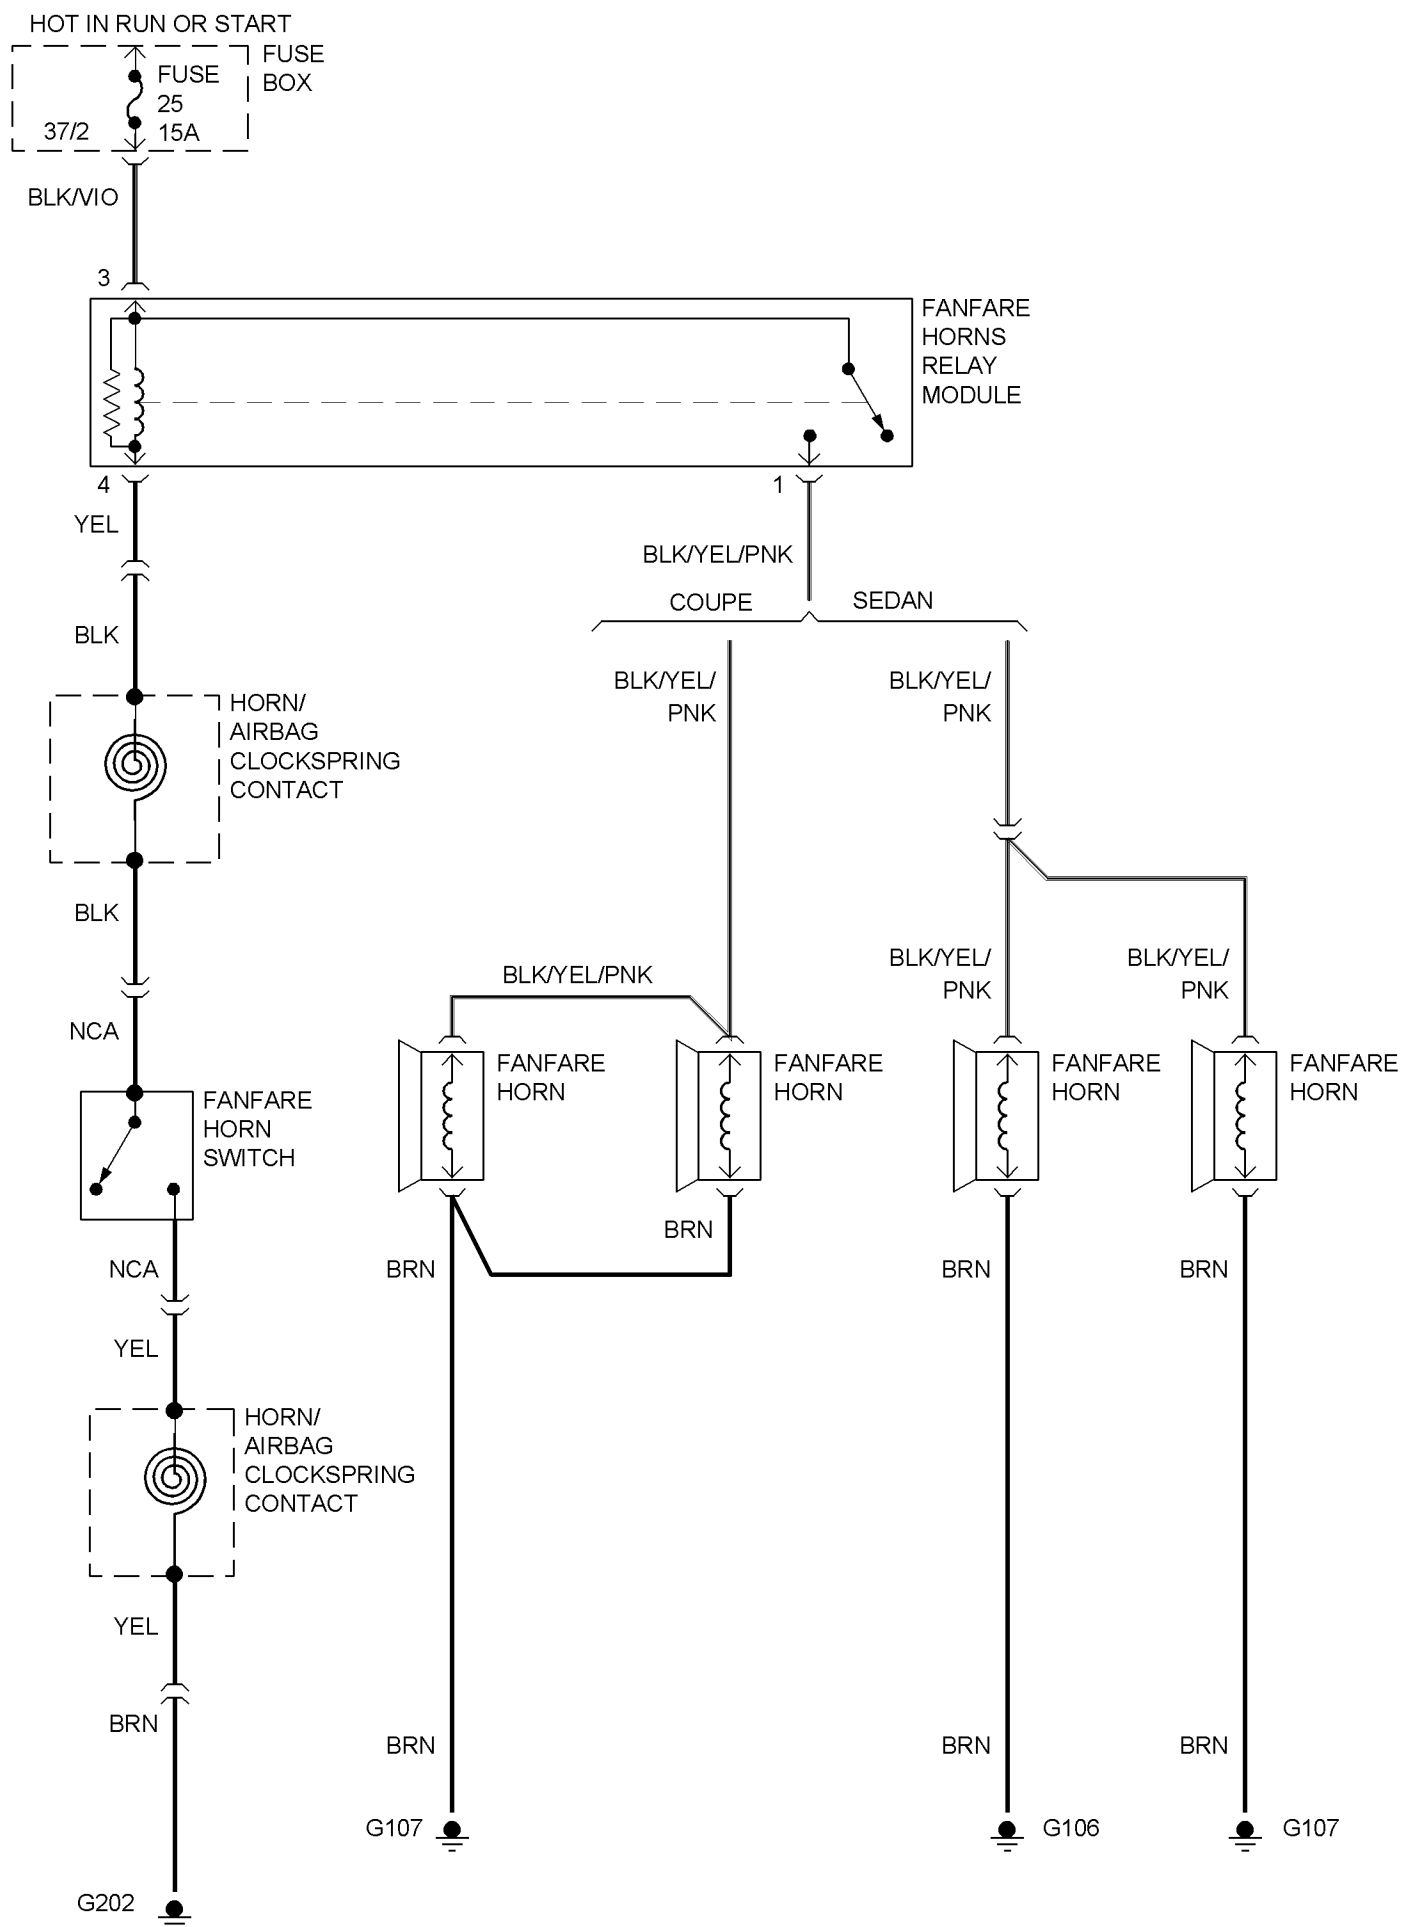 HOT IN RUN OR START
FUSE
BOX
FUSE
25
15A
37/2
BLK/VIO
3
FANFARE
HORNS
RELAY
MODULE
4
1
YEL
BLK/YEL/PNK
COUPE
SEDAN
BLK
BLK/YEL/
PNK
BLK/YEL/
PNK
HORN/
AIRBAG
CLOCKSPRING
CONTACT
BLK
BLK/YEL/PNK
BLK/YEL/
PNK
BLK/YEL/
PNK
NCA
FANFARE
HORN
SWITCH
FANFARE
HORN
FANFARE
HORN
FANFARE
HORN
FANFARE
HORN
BRN
NCA
BRN
BRN
BRN
YEL
HORN/
AIRBAG
CLOCKSPRING
CONTACT
YEL
BRN
BRN
BRN
BRN
G107
G106
G107
G202